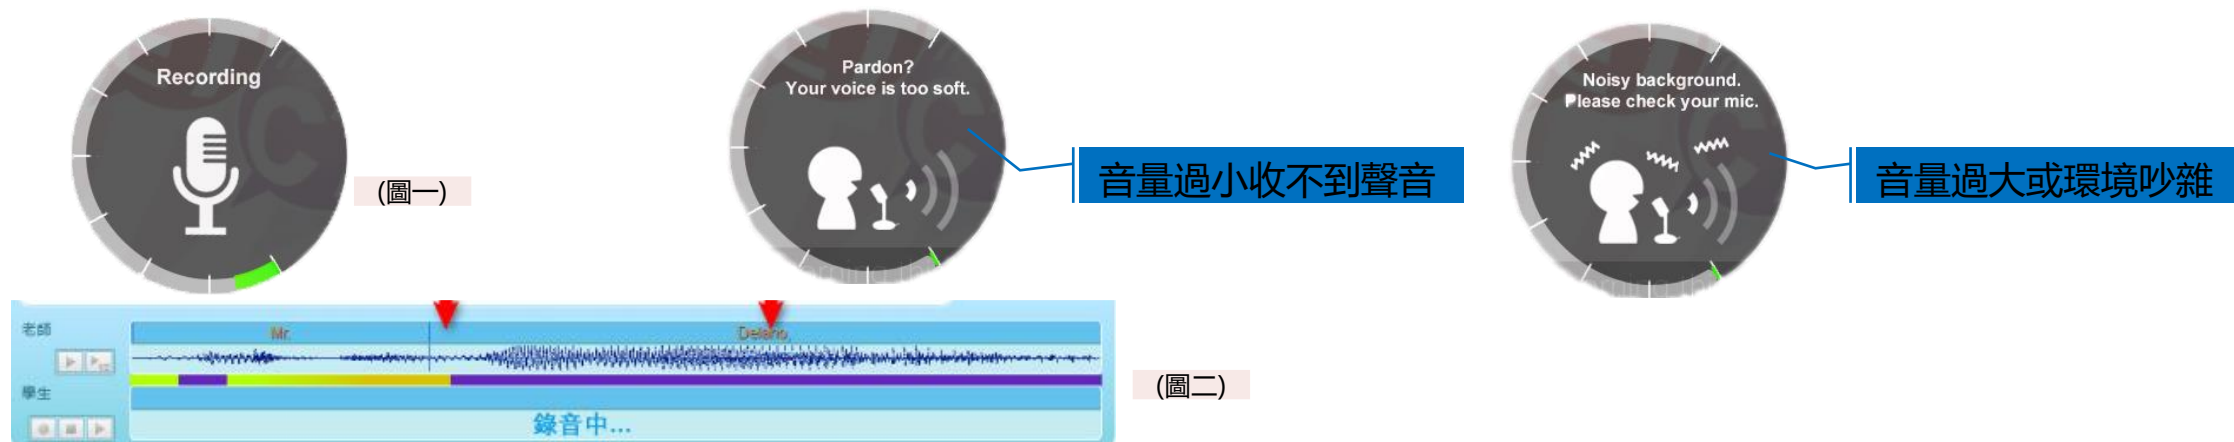 Recording
(圖一)
Pardon?
Your voice is too soft.
音量過小收不到聲音
Noisy background.
Please check your mic.
音量過大或環境吵雜
老師
Mr.
Delano.
學生
錄音中...
(圖二)